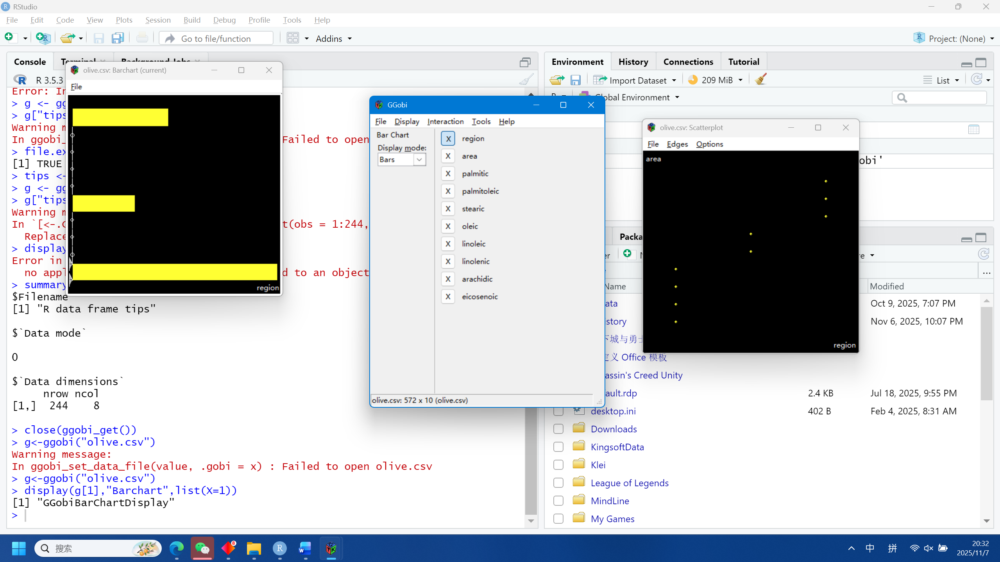 RStudio
File Edit Code View Plots Session Build Debug Profile Tools Help
Go to file/function Addins Project: (None)
Console
R 3.5.3
Error:
> g <-
> g["tips
Warning
In ggobi_ Failed to open
> file.ex
[1] TRUE
> tips <-
> g <-
> g["tips
Warning
In `[<-. t(obs = 1:244,
Replace
> display
Error in
no appl d to an object
> summary
$Filename
[1] "R data frame tips"
$`Data mode`
0
$`Data dimensions`
nrow ncol
[1,] 244 8
> close(ggobi_get())
> g<-ggobi("olive.csv")
Warning message:
In ggobi_set_data_file(value, .gobi = x) : Failed to open olive.csv
> g<-ggobi("olive.csv")
> display(g[1],"Barchart",list(X=1))
[1] "GGobiBarChartDisplay"
>
olive.csv: Barchart (current)
File
region
GGobi
File Display Interaction Tools Help
Bar Chart
Display mode:
Bars
X region
X area
X palmitic
X palmitoleic
X stearic
X oleic
X linoleic
X linolenic
X arachidic
X eicosenoic
olive.csv: 572 x 10 (olive.csv)
Environment History Connections Tutorial
Import Dataset 209 MiB List
Global Environment
obi'
olive.csv: Scatterplot
File Edges Options
area
region
Packa
Name Modified
ata Oct 9, 2025, 7:07 PM
story Nov 6, 2025, 10:07 PM
城与勇士
定义 Office 模板
assin's Creed Unity
ault.rdp 2.4 KB Jul 18, 2025, 9:55 PM
desktop.ini 402 B Feb 4, 2025, 8:31 AM
Downloads
KingsoftData
Klei
League of Legends
MindLine
My Games
搜索
8
中 拼
20:32
2025/11/7